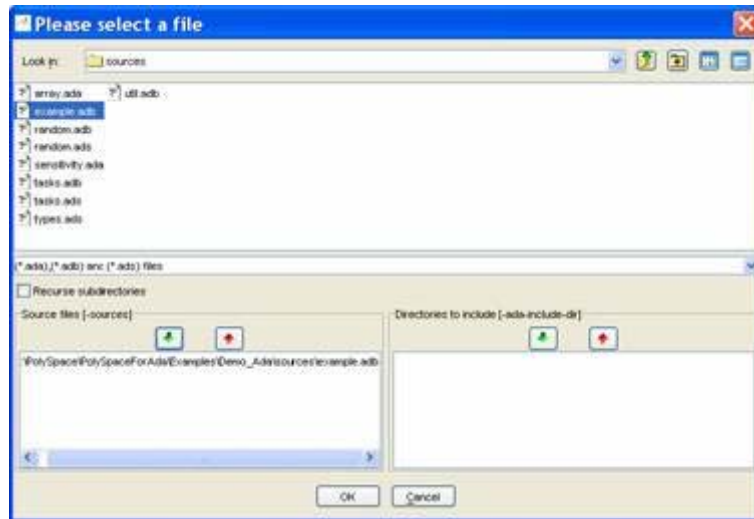 Please select a file
Look in: sources
array.ada util.adb
example.adb
random.adb
random.ads
sensitivity.ada
tasks.adb
tasks.ads
types.ads
(*.ada),(*.adb) and (*.ads) files
Recurse subdirectories
Source files [-sources] Directories to include [-ada-include-dir]
\PolySpace\PolySpaceForAda\Examples\Demo_Ada\sources\example.adb
OK Cancel